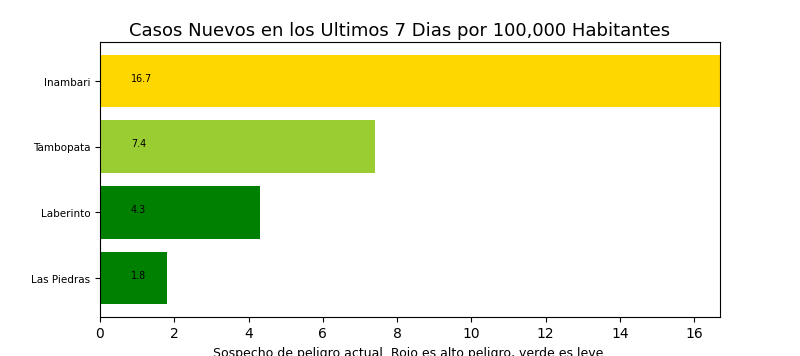 Casos Nuevos en los Ultimos 7 Dias por 100,000 Habitantes
Inambari 16.7
Tambopata 7.4
Laberinto 4.3
Las Piedras 1.8
0 2 4 6 8 10 12 14 16
Sospecho de peligro actual. Rojo es alto peligro, verde es leve